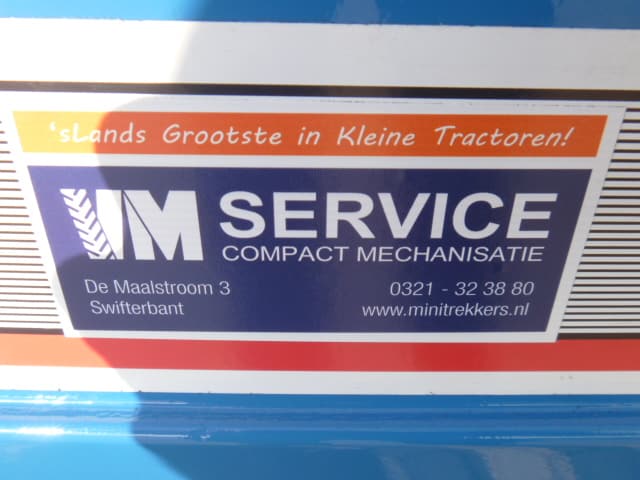 'sLands Grootste in Kleine Tractoren!
VM SERVICE
COMPACT MECHANISATIE
De Maalstroom 3
0321 - 32 38 80
Swifterbant
www.minitrekkers.nl